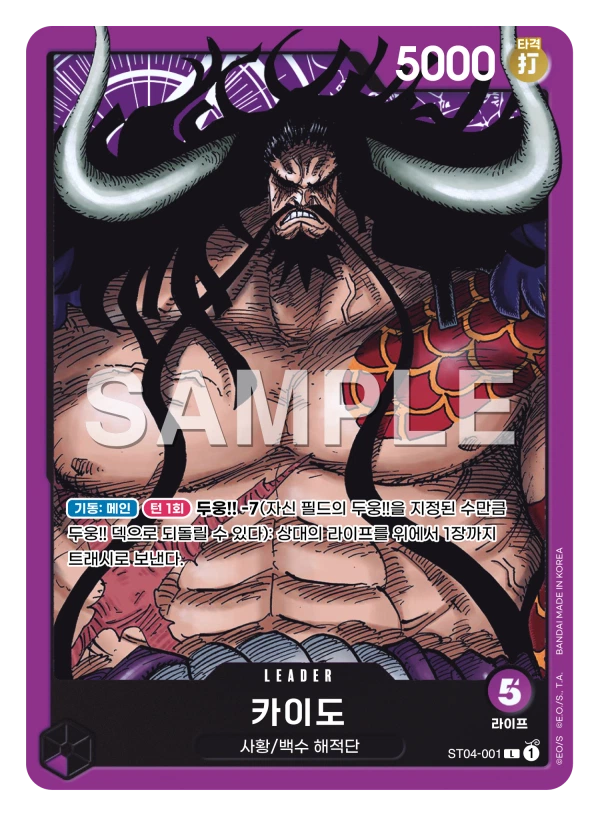 5000
타격
打
SAMPLE
기동: 메인 턴 1회 두웅!! -7(자신 필드의 두웅!!을 지정된 수만큼
두웅!! 덱으로 되돌릴 수 있다): 상대의 라이프를 위에서 1장까지
트래시로 보낸다.
LEADER
카이도
사황/백수 해적단
5
라이프
ST04-001 L 1
©E.O/S ©E.O./S., T.A. BANDAI MADE IN KOREA